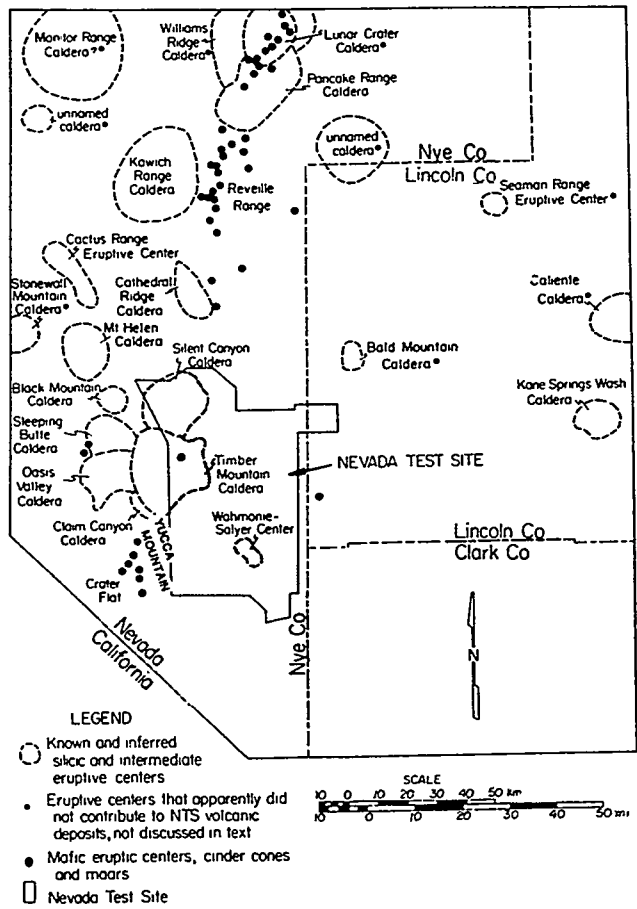 Monitor Range
Caldera?
Williams
Ridge
Caldera
Lunar Crater
Caldera
Pancake Range
Caldera
unnamed
caldera
unnamed
caldera
Nye Co
Lincoln Co
Kawich
Range
Caldera
Reveille
Range
Seaman Range
Eruptive Center
Cactus Range
Eruptive Center
Stonewall
Mountain
Caldera
Cathedral
Ridge
Caldera
Caliente
Caldera
Mt Helen
Caldera
Silent Canyon
Caldera
Bald Mountain
Caldera
Black Mountain
Caldera
Kane Springs Wash
Caldera
Sleeping
Butte
Caldera
Oasis
Valley
Caldera
Timber
Mountain
Caldera
NEVADA TEST SITE
Claim Canyon
Caldera
Wahmonie-
Salyer Center
YUCCA
MOUNTAIN
Lincoln Co
Clark Co
Crater
Flat
Nevada
California
Nye Co
N
LEGEND
Known and inferred
silicic and intermediate
eruptive centers
Eruptive centers that apparently did
not contribute to NTS volcanic
deposits, not discussed in text
Mafic eruptic centers, cinder cones
and maars
Nevada Test Site
SCALE
10 0 10 20 30 40 50 km
10 0 10 20 30 40 50 mi